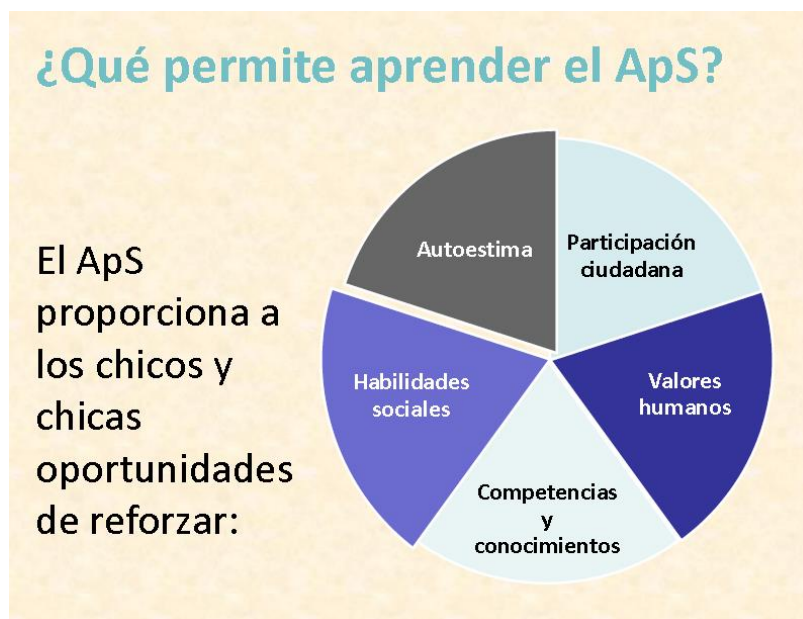 ¿Qué permite aprender el ApS?
El ApS
proporciona a
los chicos y
chicas
oportunidades
de reforzar:
Autoestima
Participación
ciudadana
Habilidades
sociales
Valores
humanos
Competencias
y
conocimientos